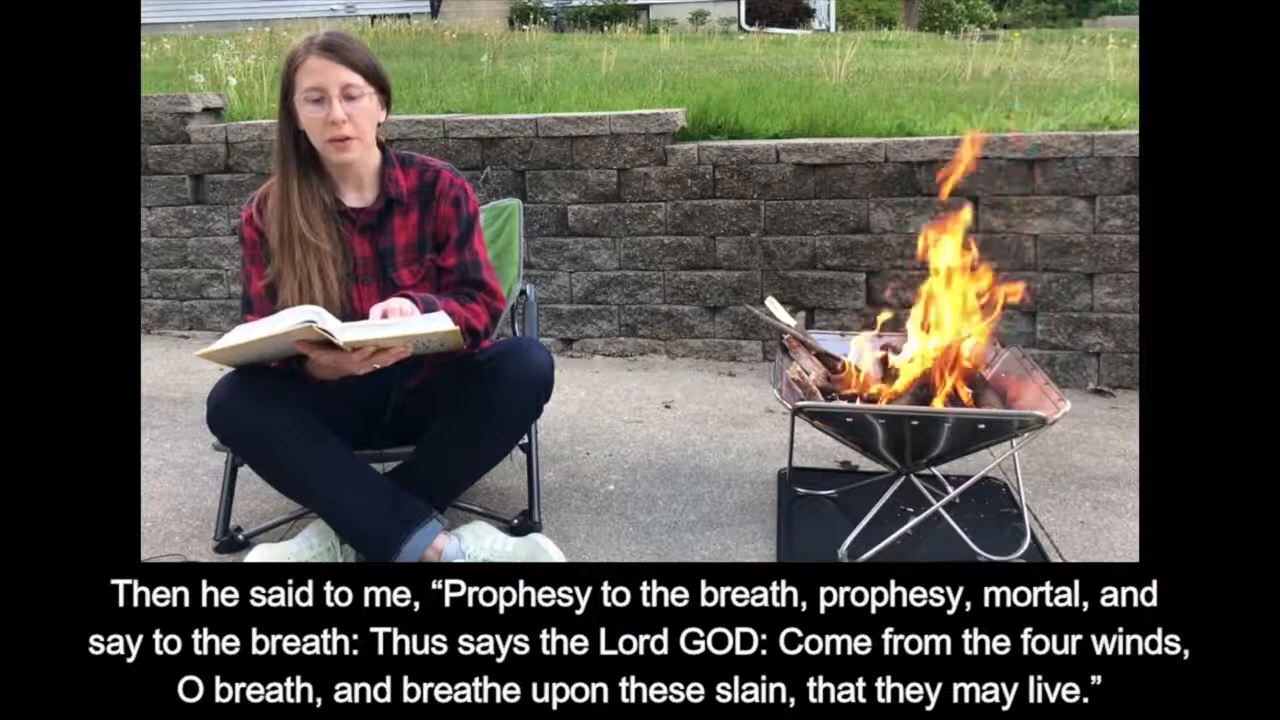 Then he said to me, “Prophesy to the breath, prophesy, mortal, and
say to the breath: Thus says the Lord GOD: Come from the four winds,
O breath, and breathe upon these slain, that they may live.”